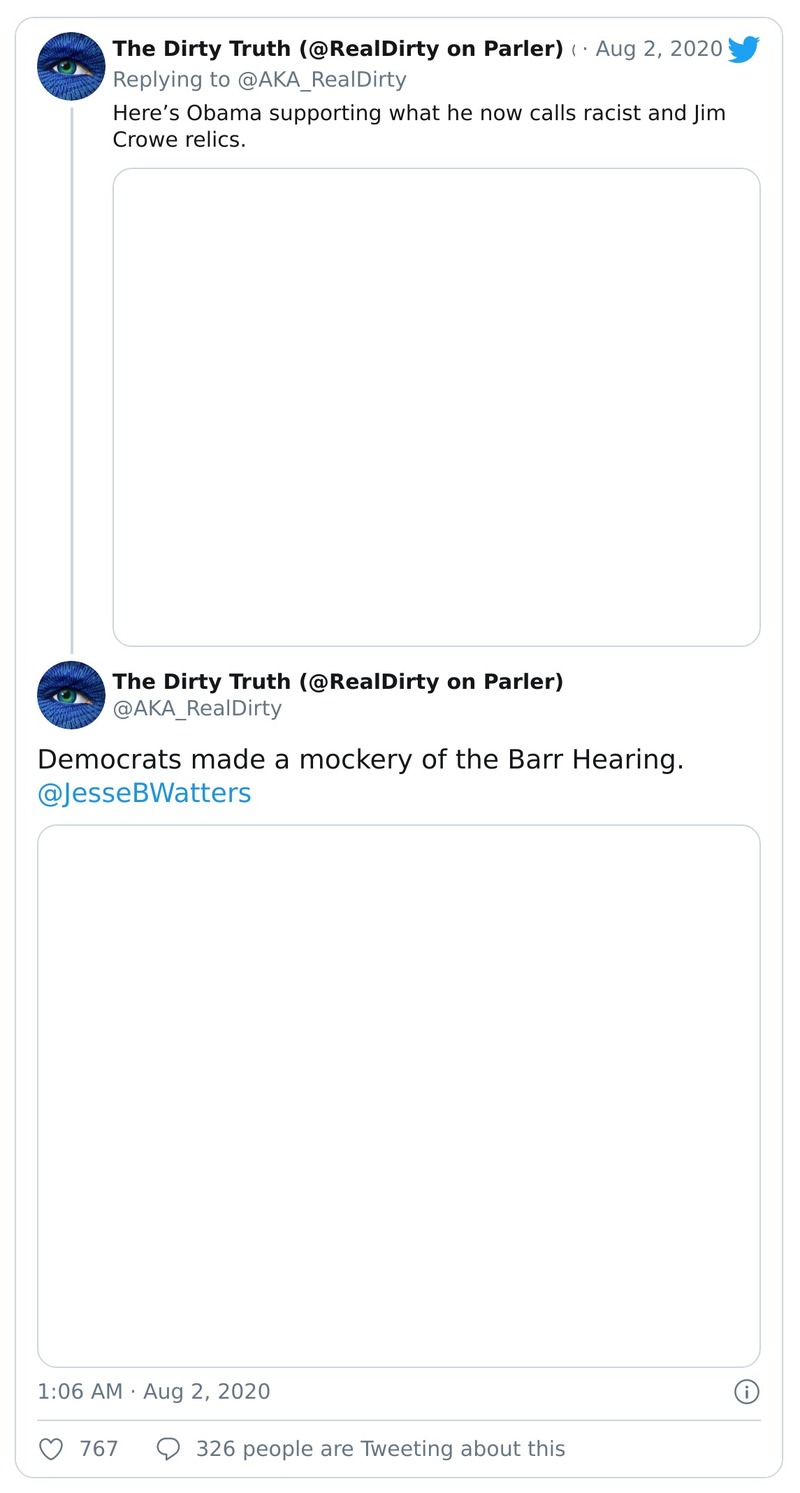 The Dirty Truth (@RealDirty on Parler) · Aug 2, 2020
Replying to @AKA_RealDirty
Here’s Obama supporting what he now calls racist and Jim
Crowe relics.
The Dirty Truth (@RealDirty on Parler)
@AKA_RealDirty
Democrats made a mockery of the Barr Hearing.
@JesseBWatters
1:06 AM · Aug 2, 2020
767 326 people are Tweeting about this